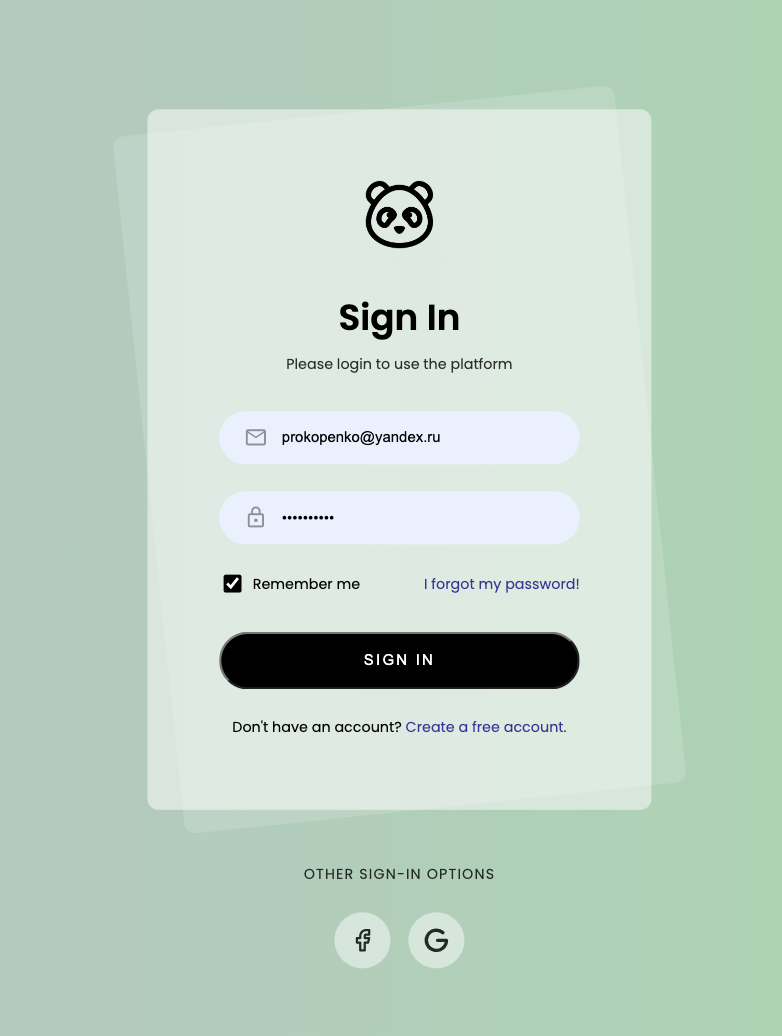 Sign In
Please login to use the platform
prokopenko@yandex.ru
••••••••••
Remember me I forgot my password!
SIGN IN
Don't have an account? Create a free account.
OTHER SIGN-IN OPTIONS